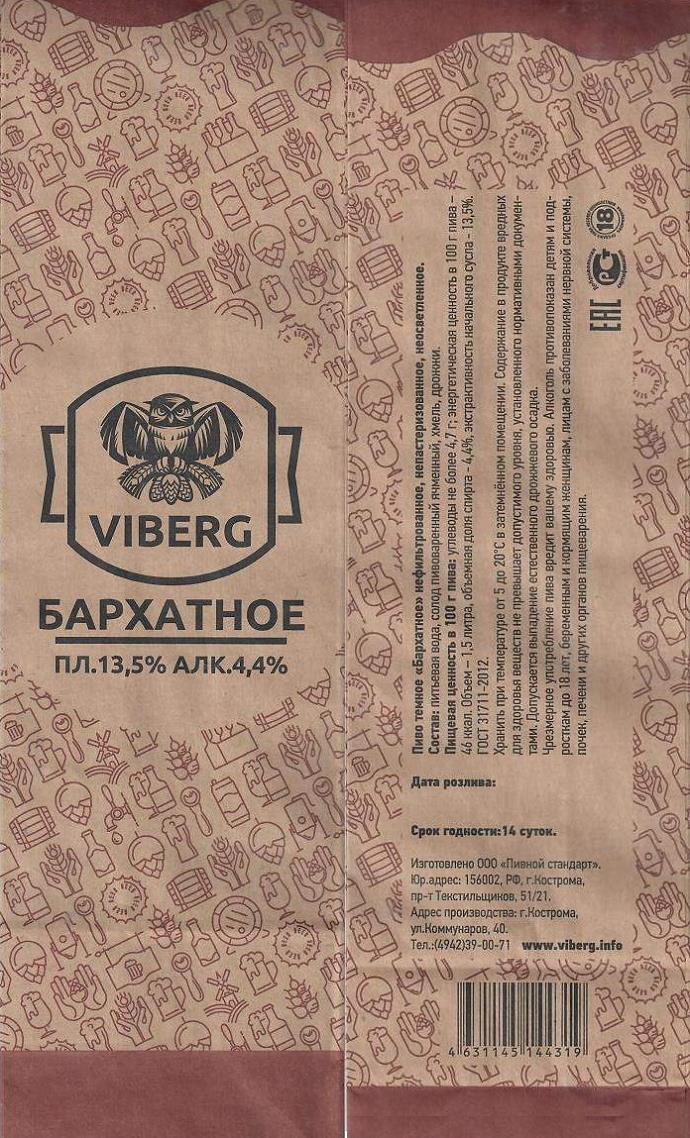 VIBERG
БАРХАТНОЕ
ПЛ.13,5% АЛК.4,4%
Пиво темное «Бархатное» нефильтрованное, непастеризованное, неосветленное.
Состав: питьевая вода, солод пивоваренный ячменный, хмель, дрожжи.
Пищевая ценность в 100 г пива: углеводы не более 4,7 г; энергетическая ценность в 100 г пива –
46 ккал. Объем – 1,5 литра, объемная доля спирта - 4,4%, экстрактивность начального сусла - 13,5%.
ГОСТ 31711-2012.
Хранить при температуре от 5 до 20°С в затемнённом помещении. Содержание в продукте вредных
для здоровья веществ не превышает допустимого уровня, установленного нормативными докумен-
тами. Допускается выпадение естественного дрожжевого осадка.
Чрезмерное употребление пива вредит вашему здоровью. Алкоголь противопоказан детям и под-
росткам до 18 лет, беременным и кормящим женщинам, лицам с заболеваниями нервной системы,
почек, печени и других органов пищеварения.
ЕАС
РСТ
18
Дата розлива:
Срок годности:14 суток.
Изготовлено ООО «Пивной стандарт».
Юр.адрес: 156002, РФ, г.Кострома,
пр-т Текстильщиков, 51/21.
Адрес производства: г.Кострома,
ул.Коммунаров, 40.
Тел.:(4942)39-00-71 www.viberg.info
4 631145 144319